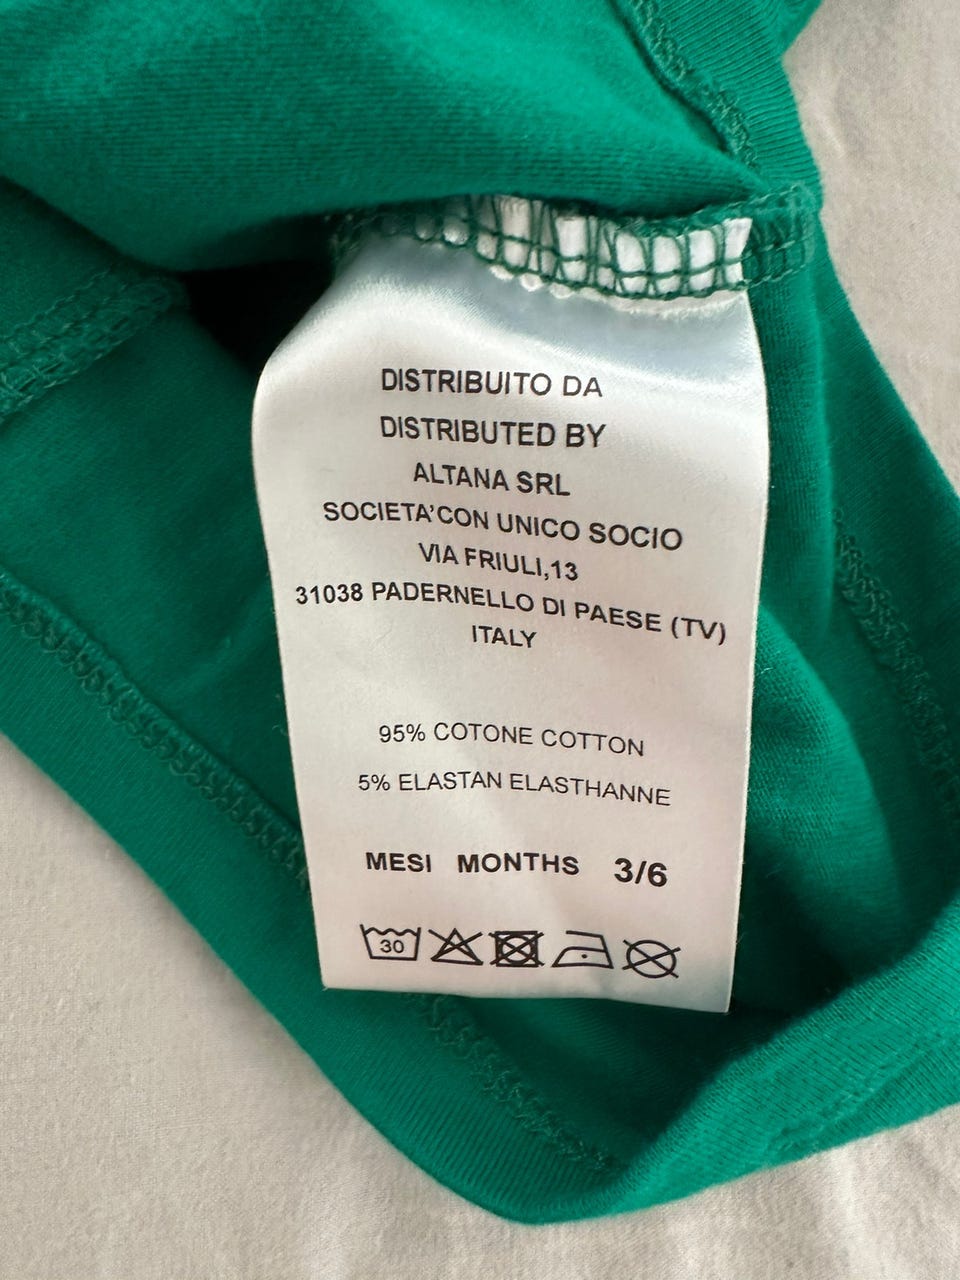 DISTRIBUITO DA
DISTRIBUTED BY
ALTANA SRL
SOCIETA'CON UNICO SOCIO
VIA FRIULI,13
31038 PADERNELLO DI PAESE (TV)
ITALY
95% COTONE COTTON
5% ELASTAN ELASTHANNE
MESI MONTHS 3/6
30